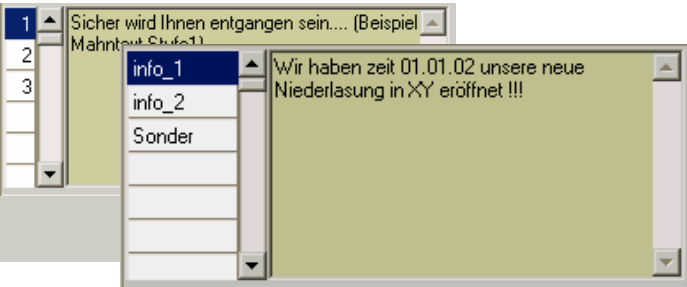 1
2
3
Sicher wird Ihnen entgangen sein.... (Beispiel
Mahntext Stufe1)
info_1
info_2
Sonder
Wir haben zeit 01.01.02 unsere neue
Niederlasung in XY eröffnet !!!